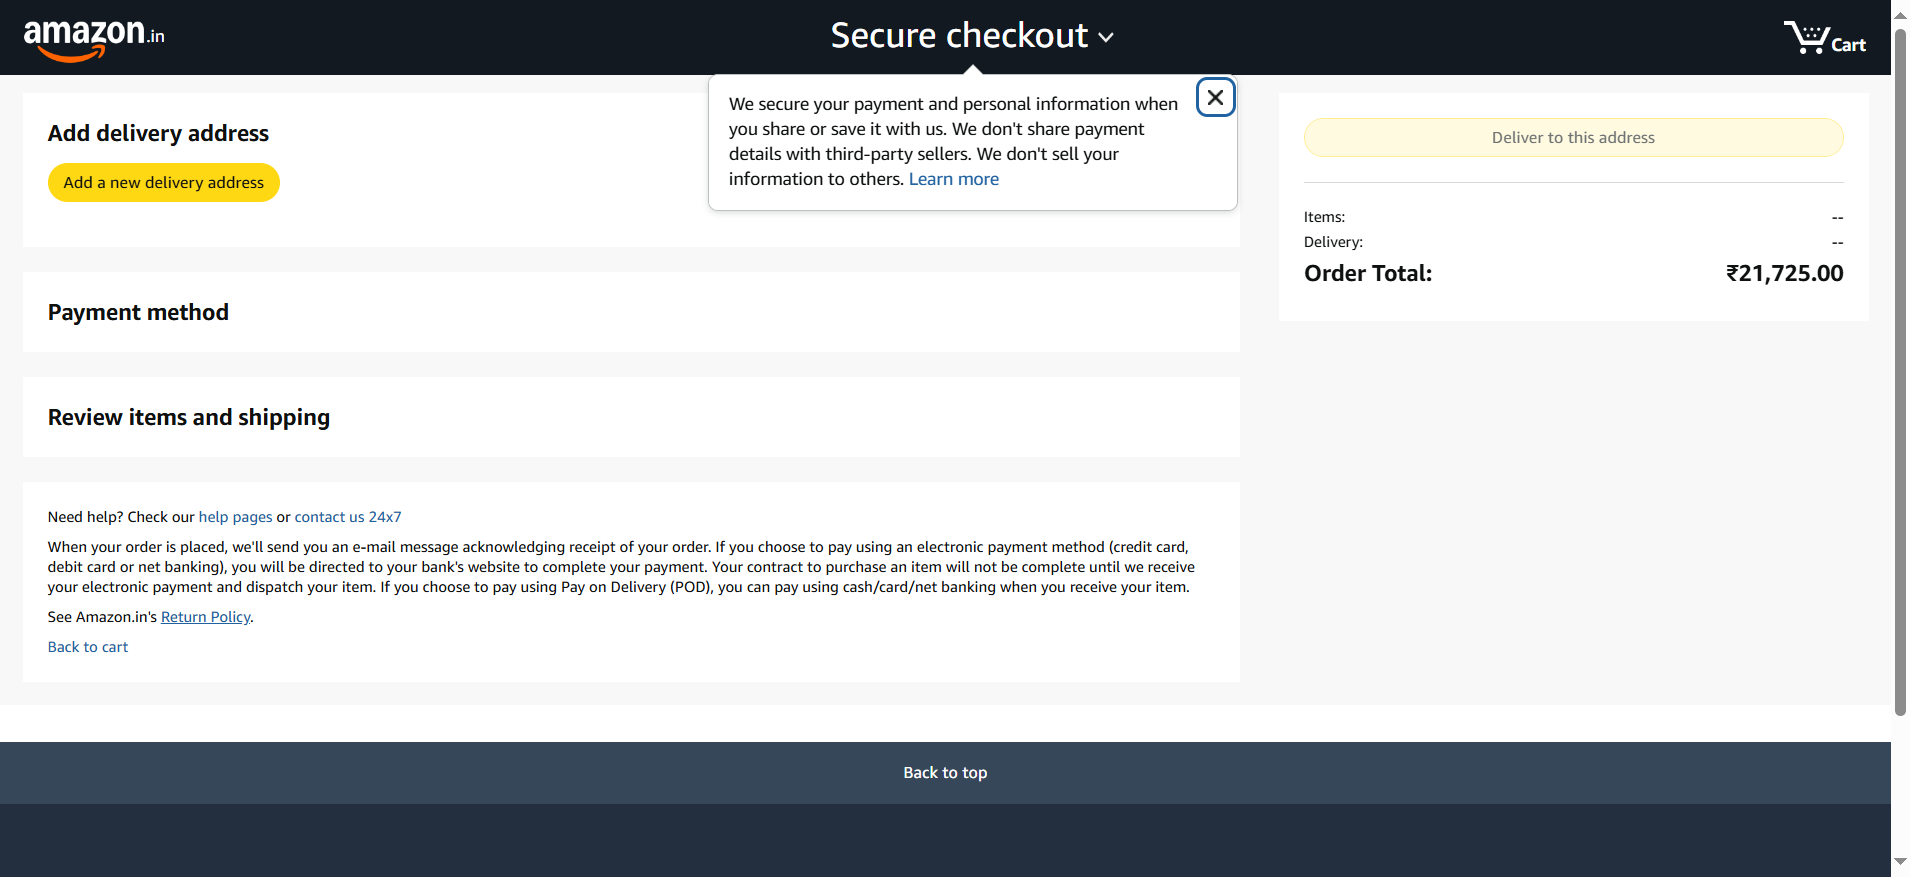 amazon.in
Secure checkout
Cart
We secure your payment and personal information when
you share or save it with us. We don't share payment
details with third-party sellers. We don't sell your
information to others. Learn more
Add delivery address
Add a new delivery address
Payment method
Review items and shipping
Need help? Check our help pages or contact us 24x7
When your order is placed, we'll send you an e-mail message acknowledging receipt of your order. If you choose to pay using an electronic payment method (credit card,
debit card or net banking), you will be directed to your bank's website to complete your payment. Your contract to purchase an item will not be complete until we receive
your electronic payment and dispatch your item. If you choose to pay using Pay on Delivery (POD), you can pay using cash/card/net banking when you receive your item.
See Amazon.in's Return Policy.
Back to cart
Deliver to this address
Items: --
Delivery: --
Order Total: ₹21,725.00
Back to top